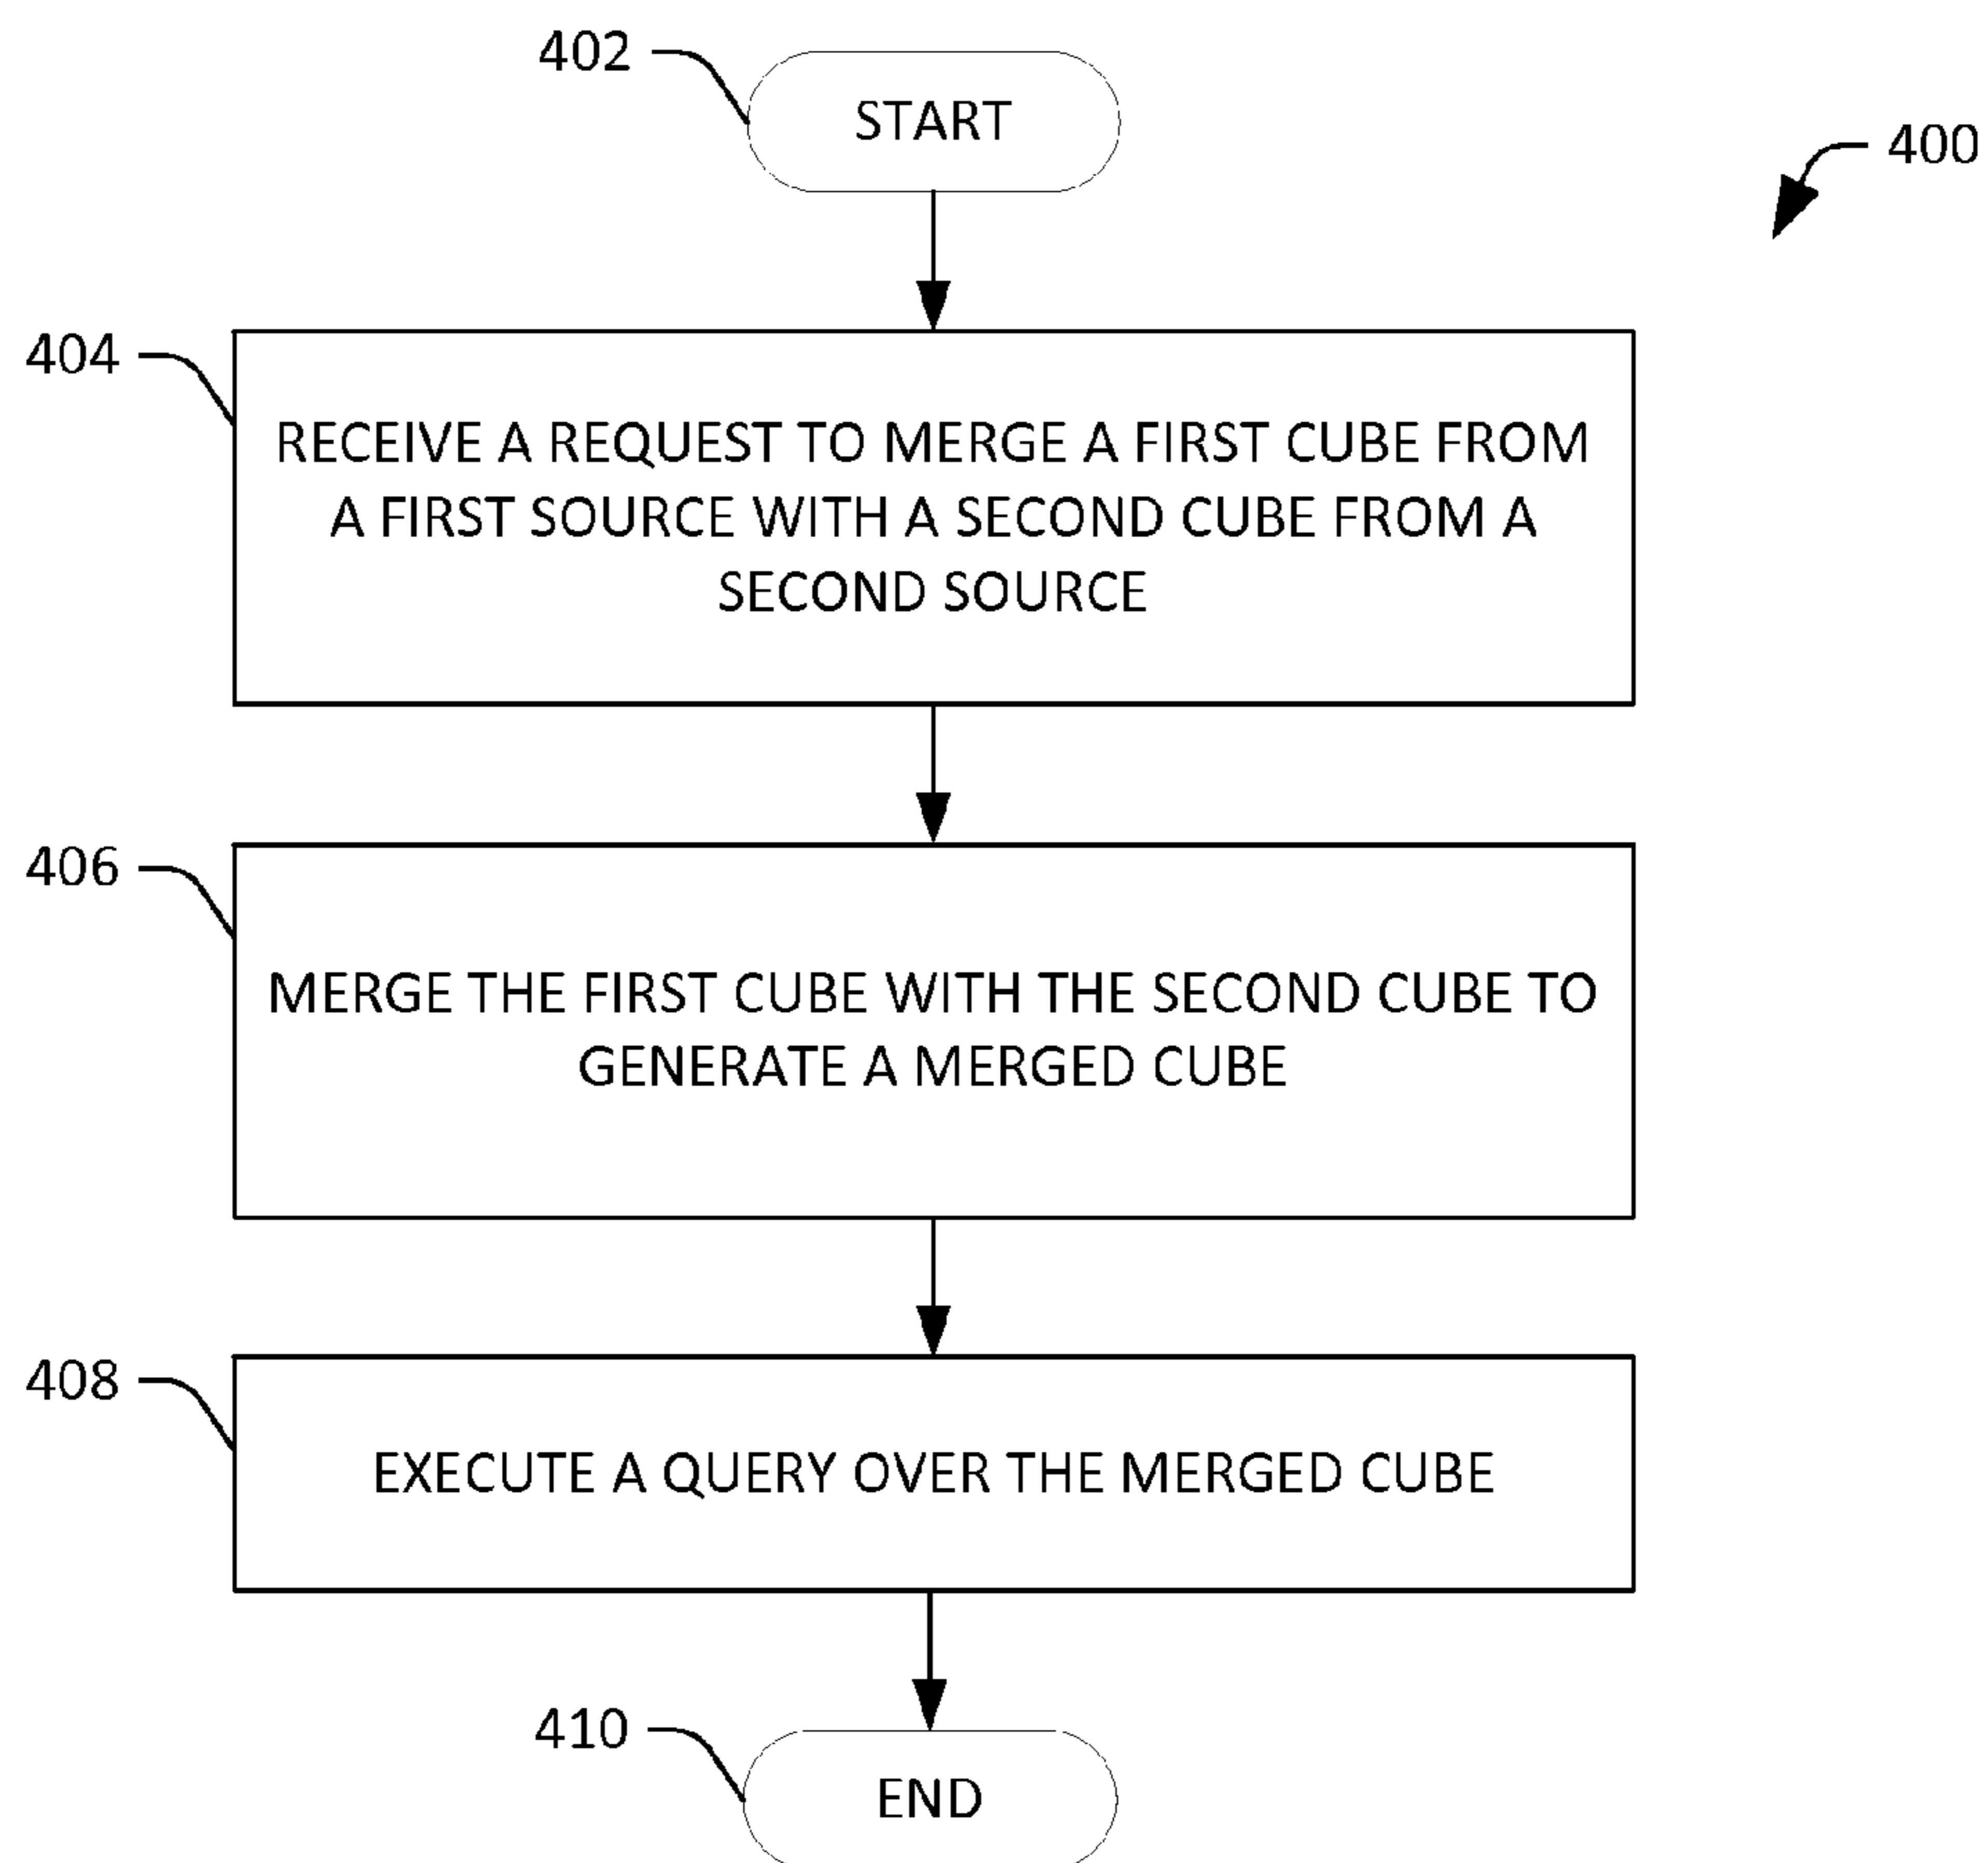 402
START
400
404
RECEIVE A REQUEST TO MERGE A FIRST CUBE FROM
A FIRST SOURCE WITH A SECOND CUBE FROM A
SECOND SOURCE
406
MERGE THE FIRST CUBE WITH THE SECOND CUBE TO
GENERATE A MERGED CUBE
408
EXECUTE A QUERY OVER THE MERGED CUBE
410
END